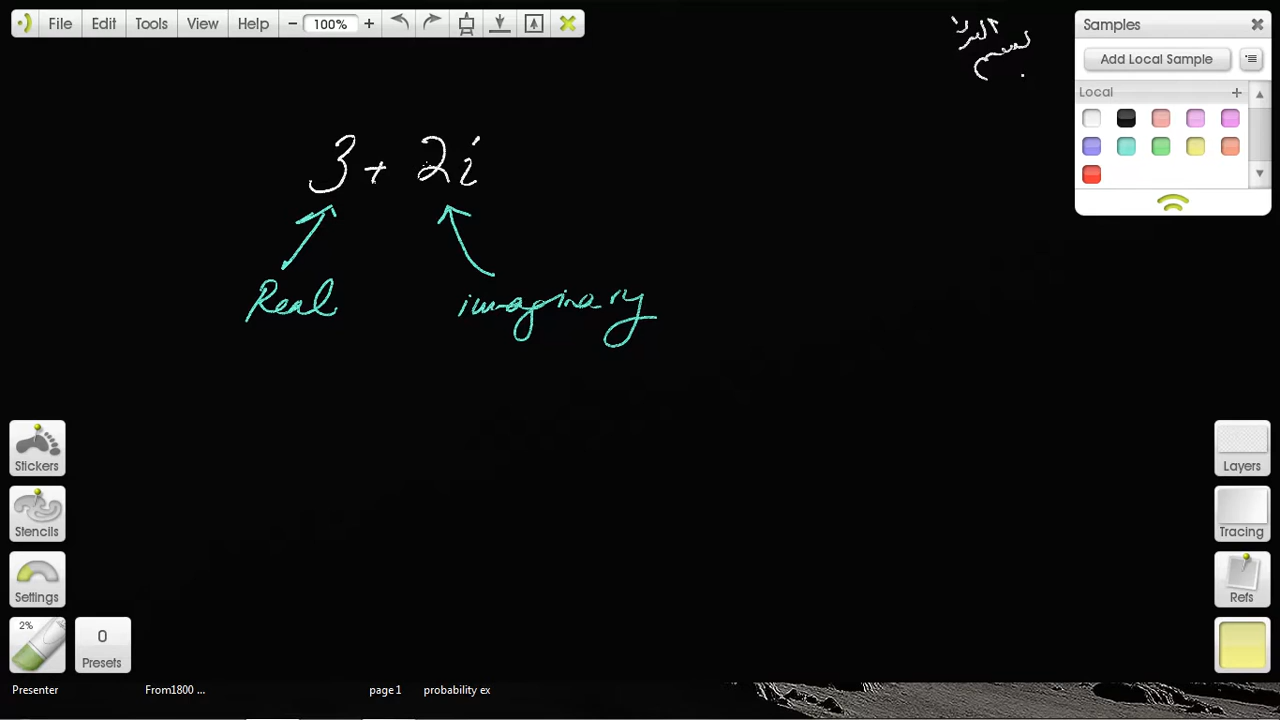 File Edit Tools View Help 100%
Samples
Add Local Sample
Local
3 + 2i
Real
imaginary
Stickers
Stencils
Settings
2%
0
Presets
Layers
Tracing
Refs
Presenter From1800 ... page 1 probability ex